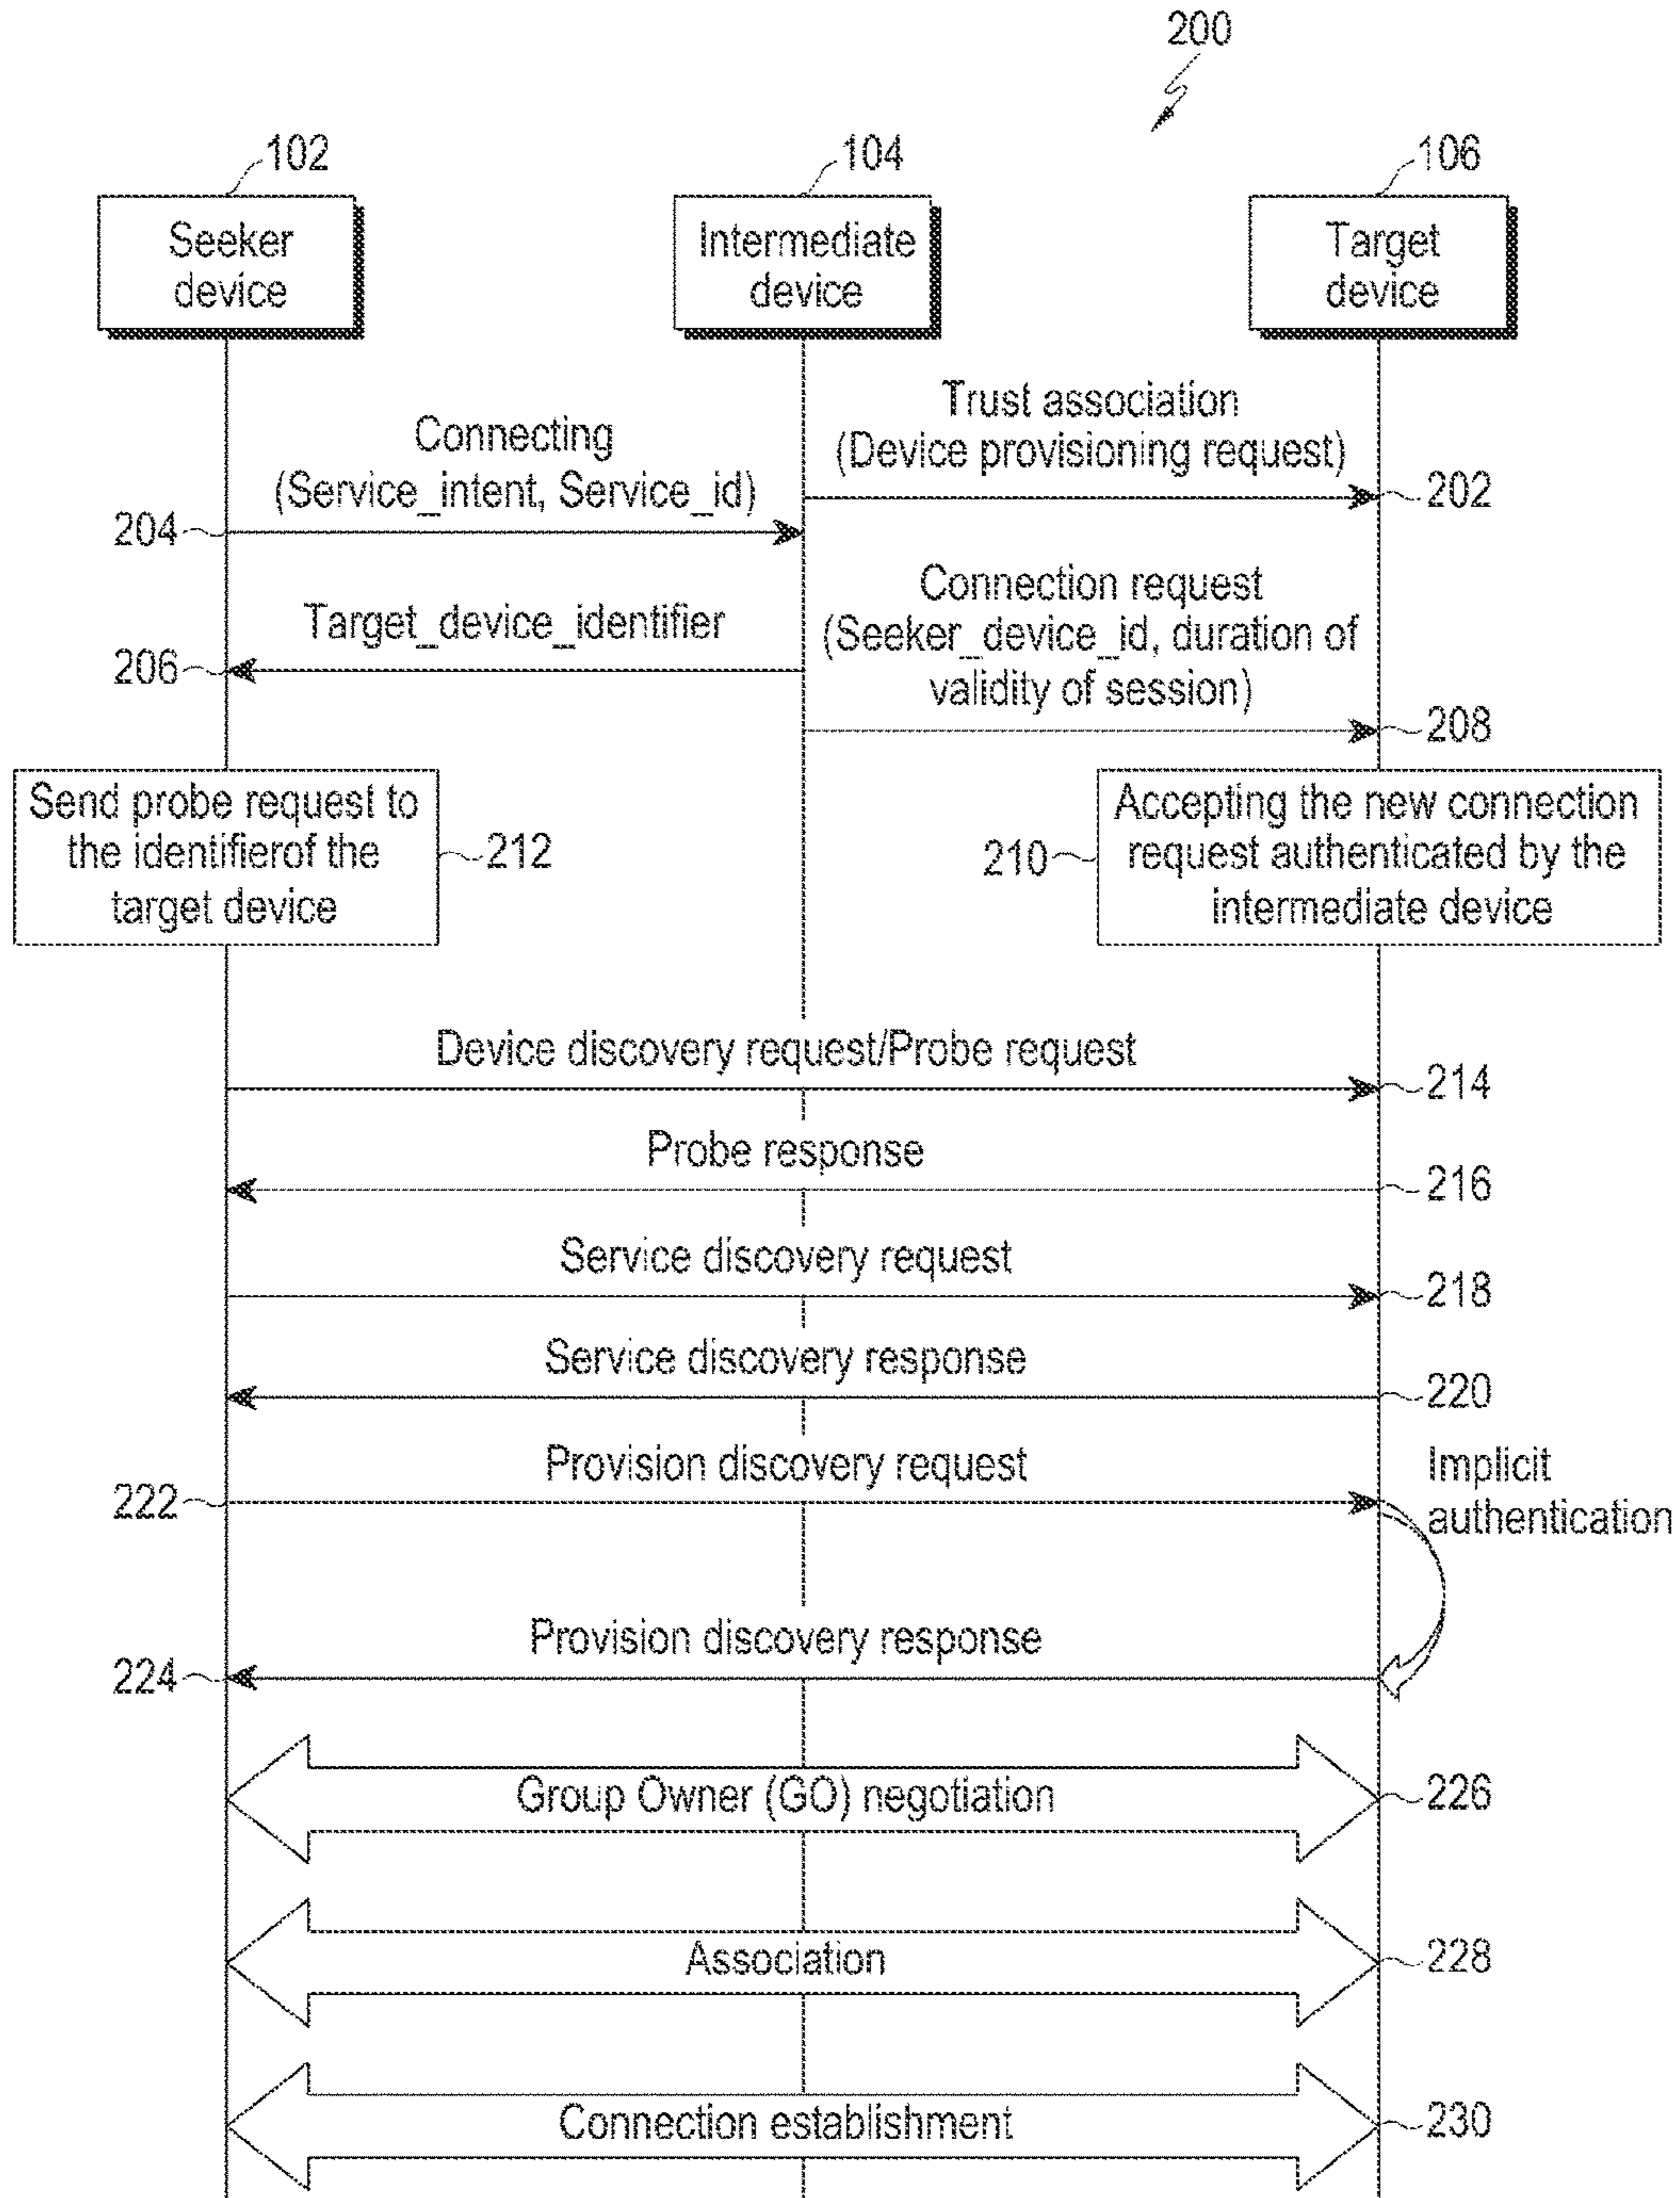 200
102
104
106
Seeker
device
Intermediate
device
Target
device
Trust association
(Device provisioning request)
202
Connecting
(Service_intent, Service_id)
204
Connection request
(Seeker_device_id, duration of
validity of session)
208
Target_device_identifier
206
Send probe request to
the identifierof the
target device
212
210
Accepting the new connection
request authenticated by the
intermediate device
Device discovery request/Probe request
214
Probe response
216
Service discovery request
218
Service discovery response
220
Provision discovery request
222
Implicit
authentication
Provision discovery response
224
Group Owner (GO) negotiation
226
Association
228
Connection establishment
230